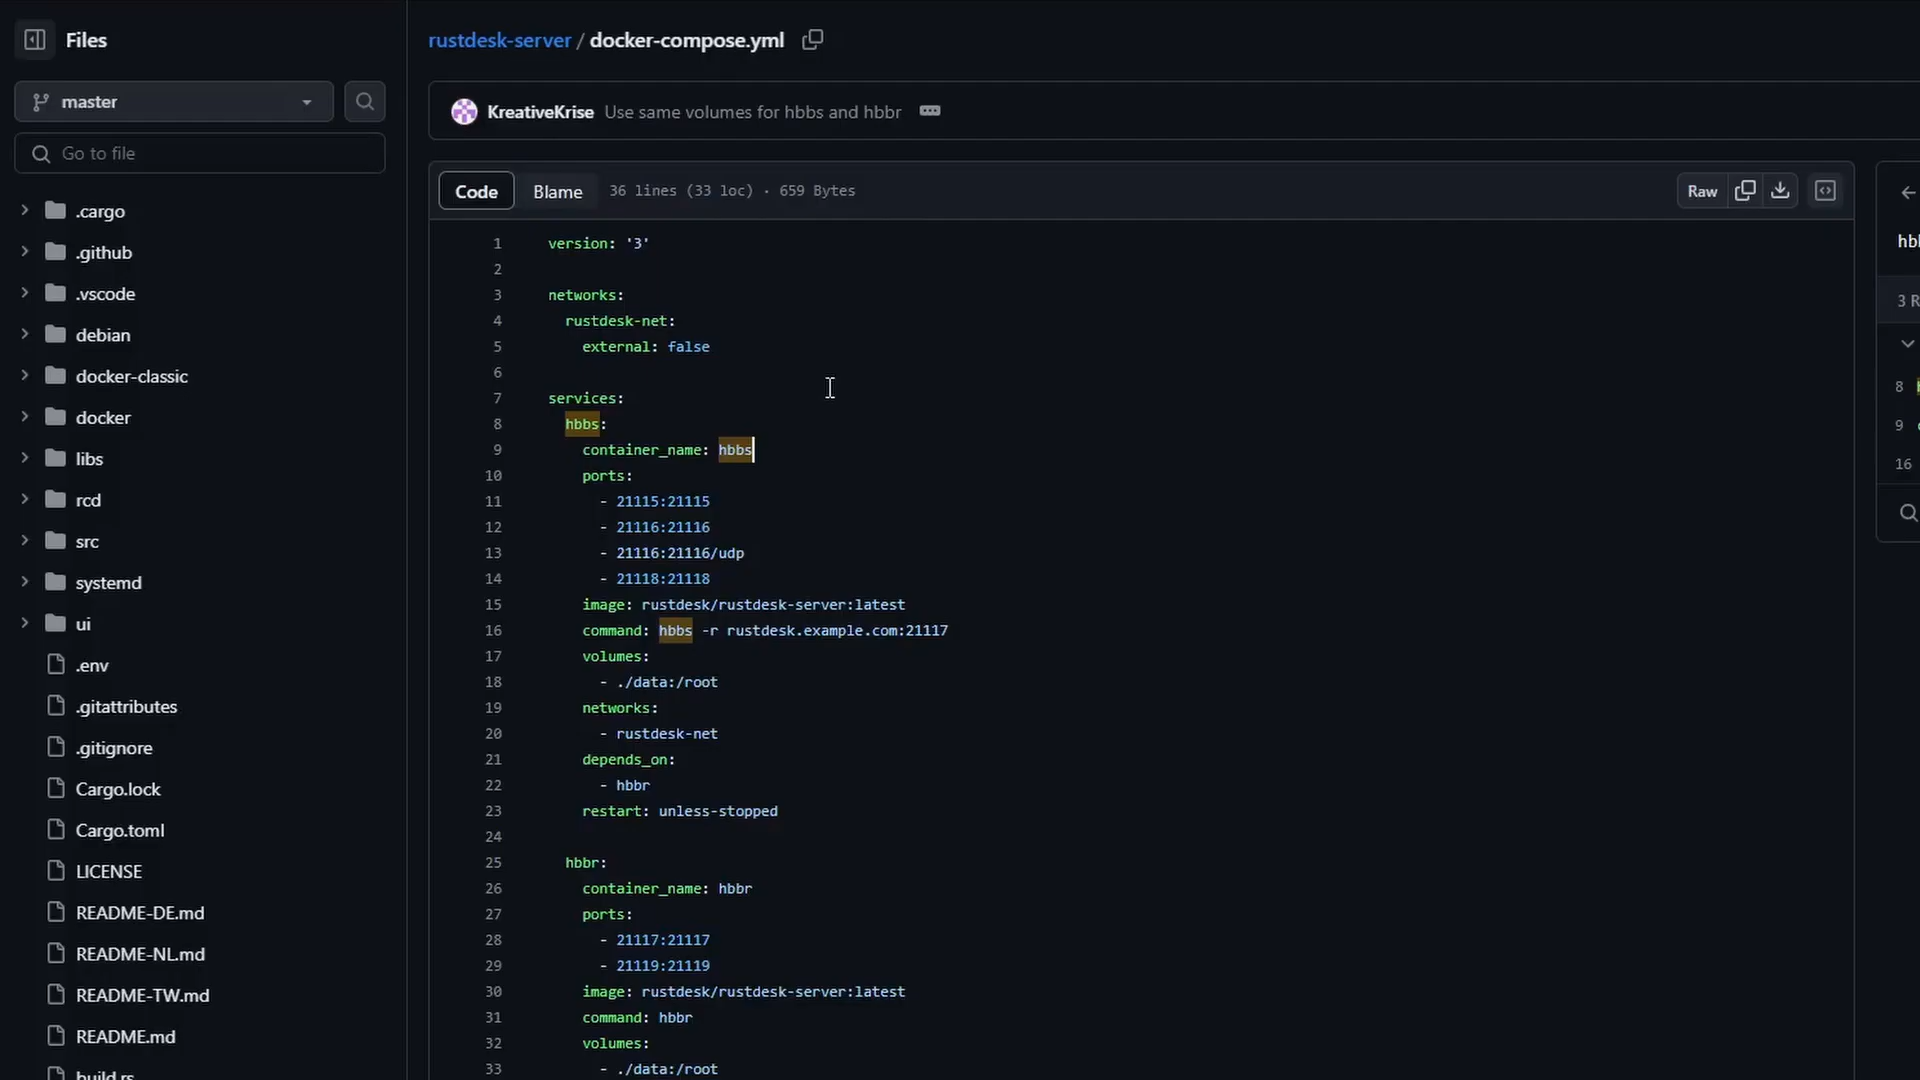 Files
master
Go to file
.cargo
.github
.vscode
debian
docker-classic
docker
libs
rcd
src
systemd
ui
.env
.gitattributes
.gitignore
Cargo.lock
Cargo.toml
LICENSE
README-DE.md
README-NL.md
README-TW.md
README.md
build.rs
rustdesk-server / docker-compose.yml
KreativeKrise Use same volumes for hbbs and hbbr
Code Blame 36 lines (33 loc) · 659 Bytes Raw
1 version: '3'
2
3 networks:
4 rustdesk-net:
5 external: false
6
7 services:
8 hbbs:
9 container_name: hbbs
10 ports:
11 - 21115:21115
12 - 21116:21116
13 - 21116:21116/udp
14 - 21118:21118
15 image: rustdesk/rustdesk-server:latest
16 command: hbbs -r rustdesk.example.com:21117
17 volumes:
18 - ./data:/root
19 networks:
20 - rustdesk-net
21 depends_on:
22 - hbbr
23 restart: unless-stopped
24
25 hbbr:
26 container_name: hbbr
27 ports:
28 - 21117:21117
29 - 21119:21119
30 image: rustdesk/rustdesk-server:latest
31 command: hbbr
32 volumes:
33 - ./data:/root
3
8
9
16